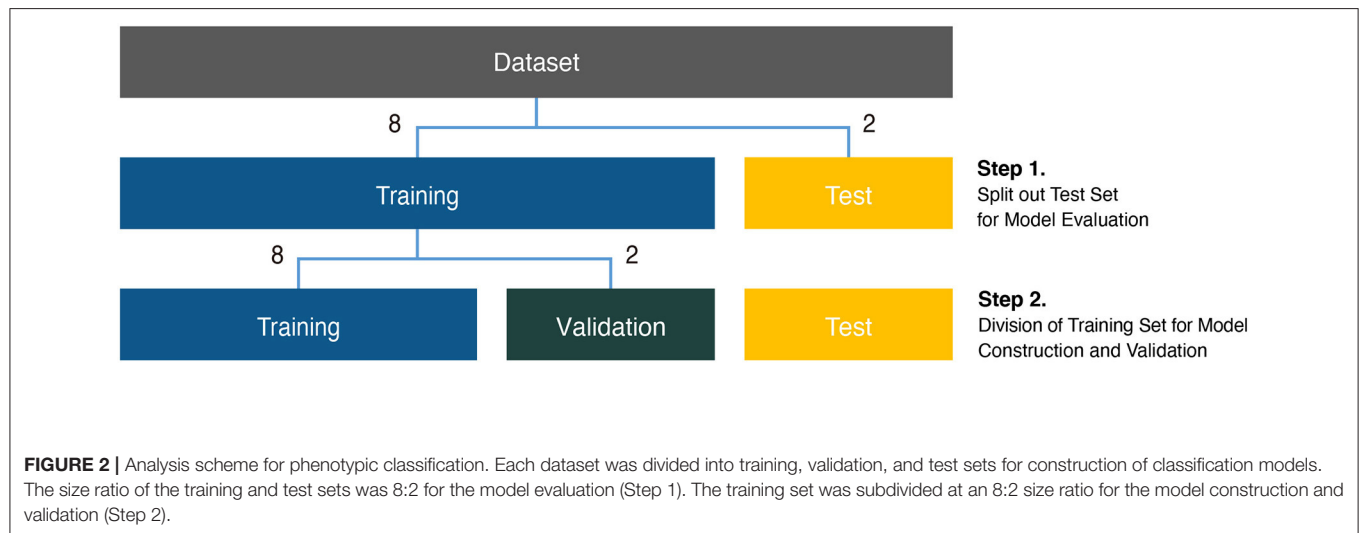 Dataset
8
2
Training
Test
Step 1.
Split out Test Set
for Model Evaluation
8
2
Training
Validation
Test
Step 2.
Division of Training Set for Model
Construction and Validation
FIGURE 2 | Analysis scheme for phenotypic classification. Each dataset was divided into training, validation, and test sets for construction of classification models.
The size ratio of the training and test sets was 8:2 for the model evaluation (Step 1). The training set was subdivided at an 8:2 size ratio for the model construction and
validation (Step 2).